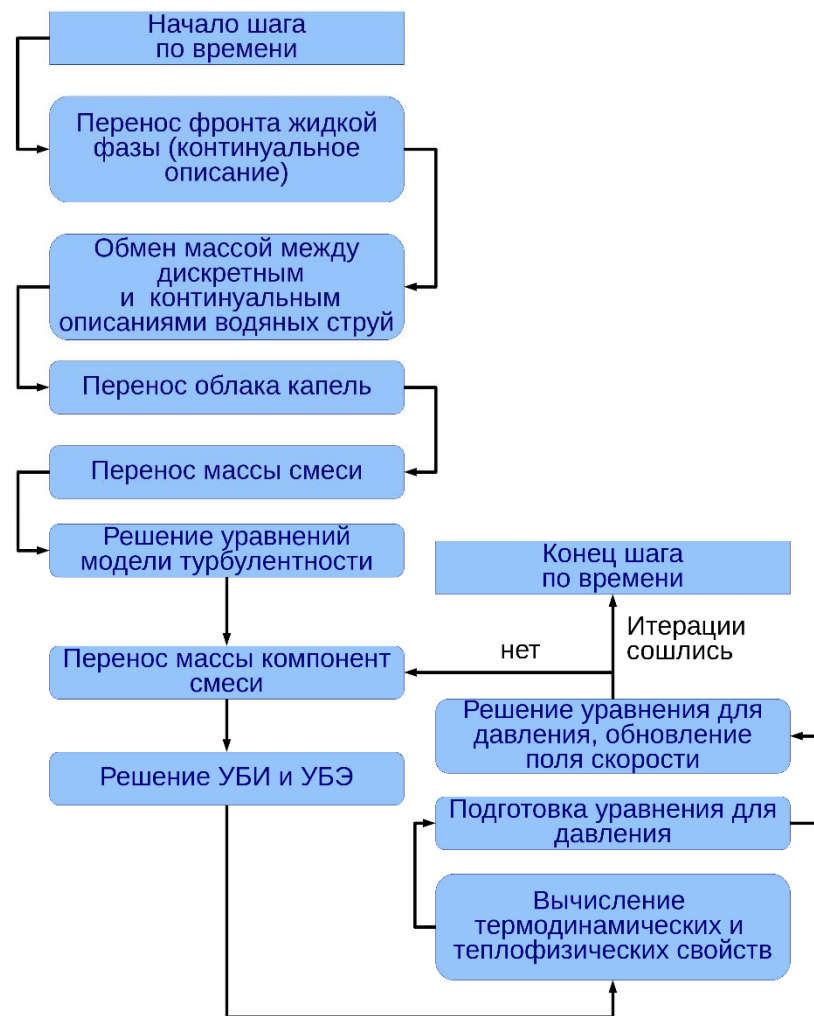 Начало шага
по времени
Перенос фронта жидкой
фазы (континуальное
описание)
Обмен массой между
дискретным
и континуальным
описаниями водяных струй
Перенос облака капель
Перенос массы смеси
Решение уравнений
модели турбулентности
Перенос массы компонент
смеси
Решение УБИ и УБЭ
Конец шага
по времени
Итерации
сошлись
нет
Решение уравнения для
давления, обновление
поля скорости
Подготовка уравнения для
давления
Вычисление
термодинамических и
теплофизических свойств